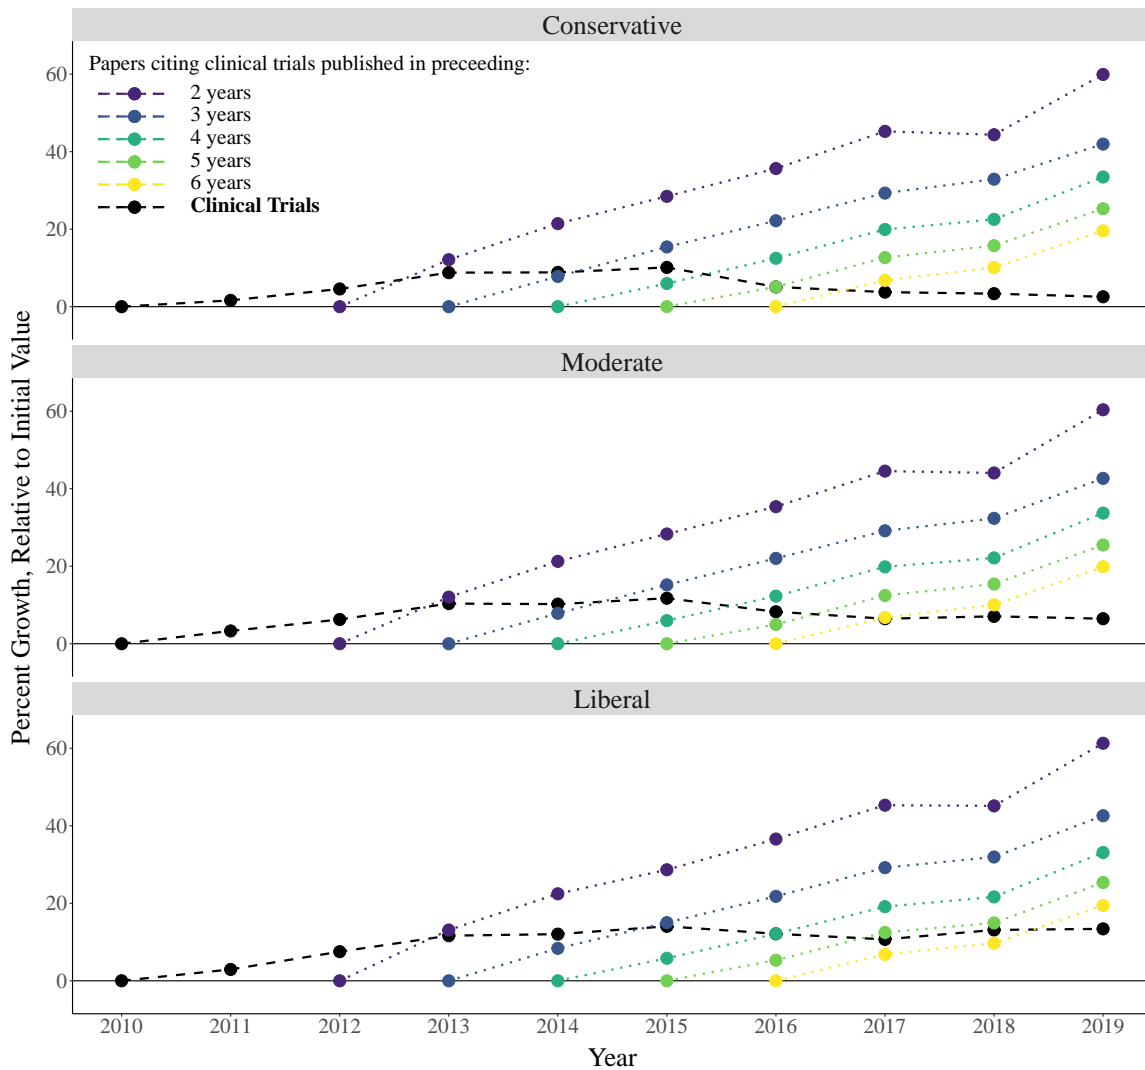 Conservative
Papers citing clinical trials published in preceeding:
2 years
3 years
4 years
5 years
6 years
Clinical Trials
60
40
20
0
Moderate
60
40
20
0
Liberal
60
40
20
0
2010 2011 2012 2013 2014 2015 2016 2017 2018 2019
Year
Percent Growth, Relative to Initial Value